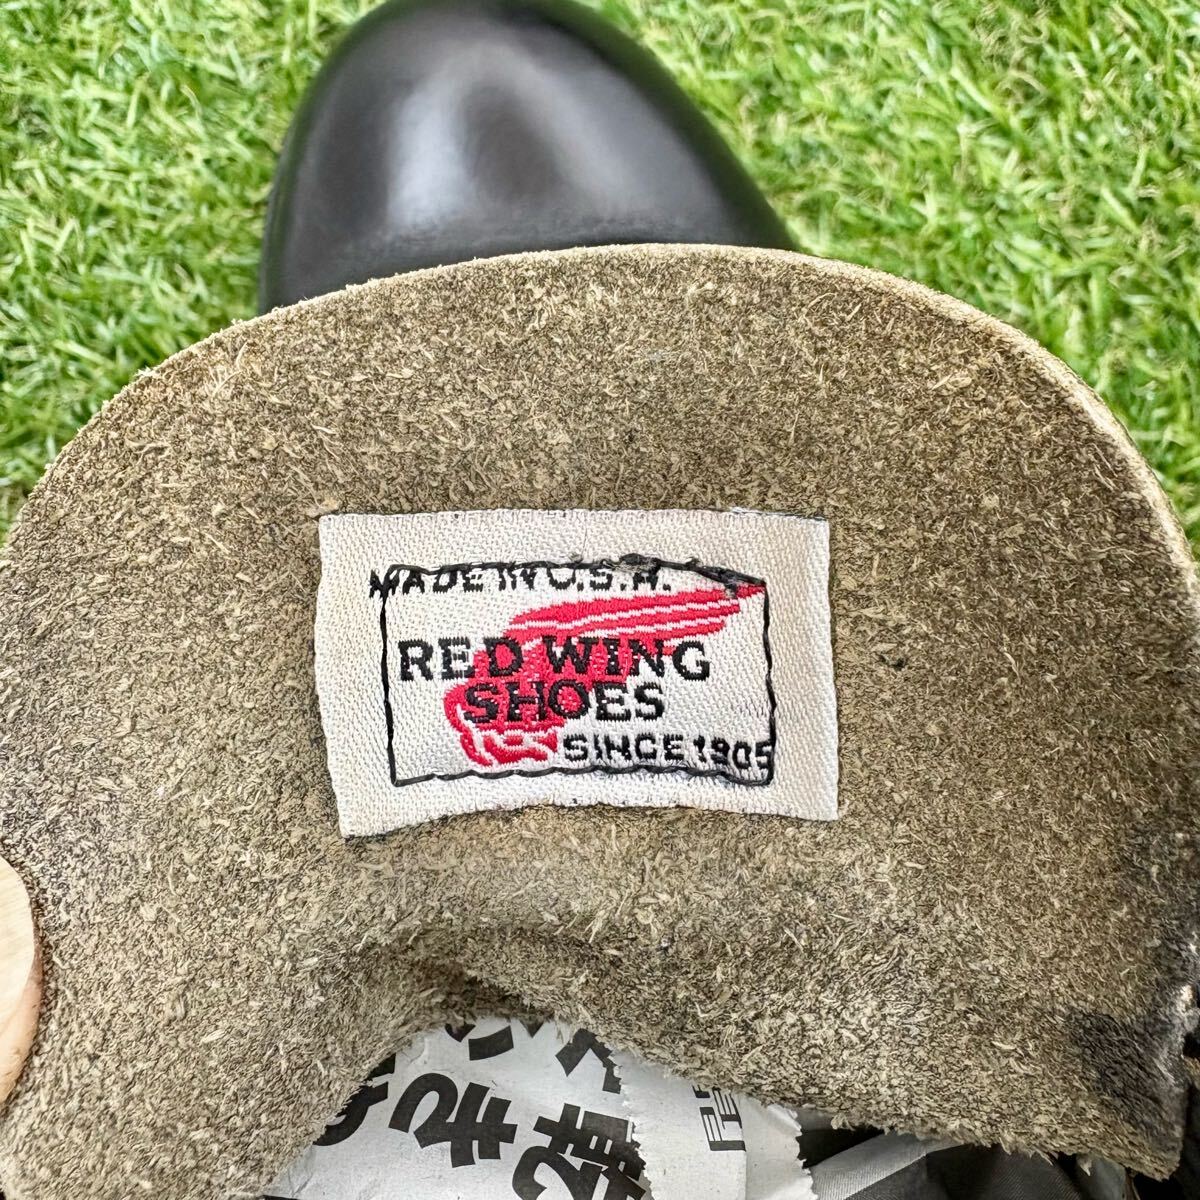 MADE IN U.S.A.
RED WING
SHOES
SINCE 1905